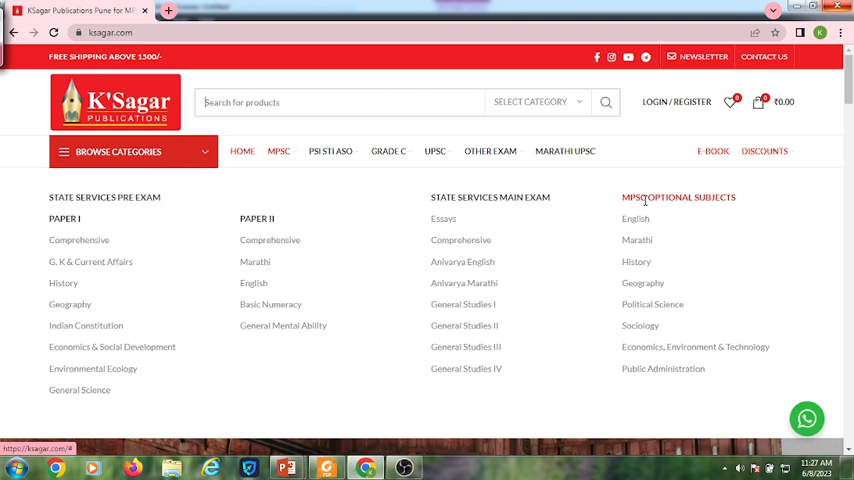 KSagar Publications Pune for MP
ksagar.com
FREE SHIPPING ABOVE 1500/-
NEWSLETTER
CONTACT US
K'Sagar
PUBLICATIONS
Search for products
SELECT CATEGORY
LOGIN / REGISTER
0
0
₹0.00
BROWSE CATEGORIES
HOME
MPSC
PSI STI ASO
GRADE C
UPSC
OTHER EXAM
MARATHI UPSC
E-BOOK
DISCOUNTS
STATE SERVICES PRE EXAM
PAPER I
Comprehensive
G. K & Current Affairs
History
Geography
Indian Constitution
Economics & Social Development
Environmental Ecology
General Science
PAPER II
Comprehensive
Marathi
English
Basic Numeracy
General Mental Ability
STATE SERVICES MAIN EXAM
Essays
Comprehensive
Anivarya English
Anivarya Marathi
General Studies I
General Studies II
General Studies III
General Studies IV
MPSC OPTIONAL SUBJECTS
English
Marathi
History
Geography
Political Science
Sociology
Economics, Environment & Technology
Public Administration
https://ksagar.com/#
11:27 AM
6/8/2023